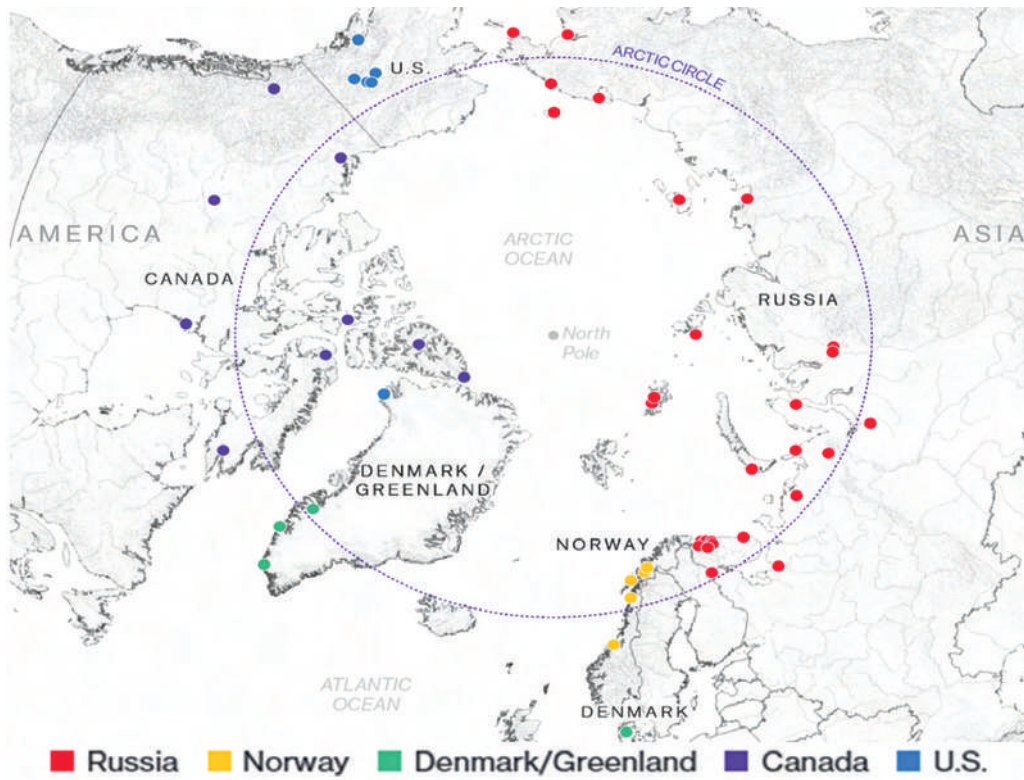 U.S.
ARCTIC CIRCLE
AMERICA
ARCTIC
OCEAN
ASIA
CANADA
RUSSIA
North
Pole
DENMARK /
GREENLAND
NORWAY
ATLANTIC
OCEAN
DENMARK
Russia
Norway
Denmark/Greenland
Canada
U.S.